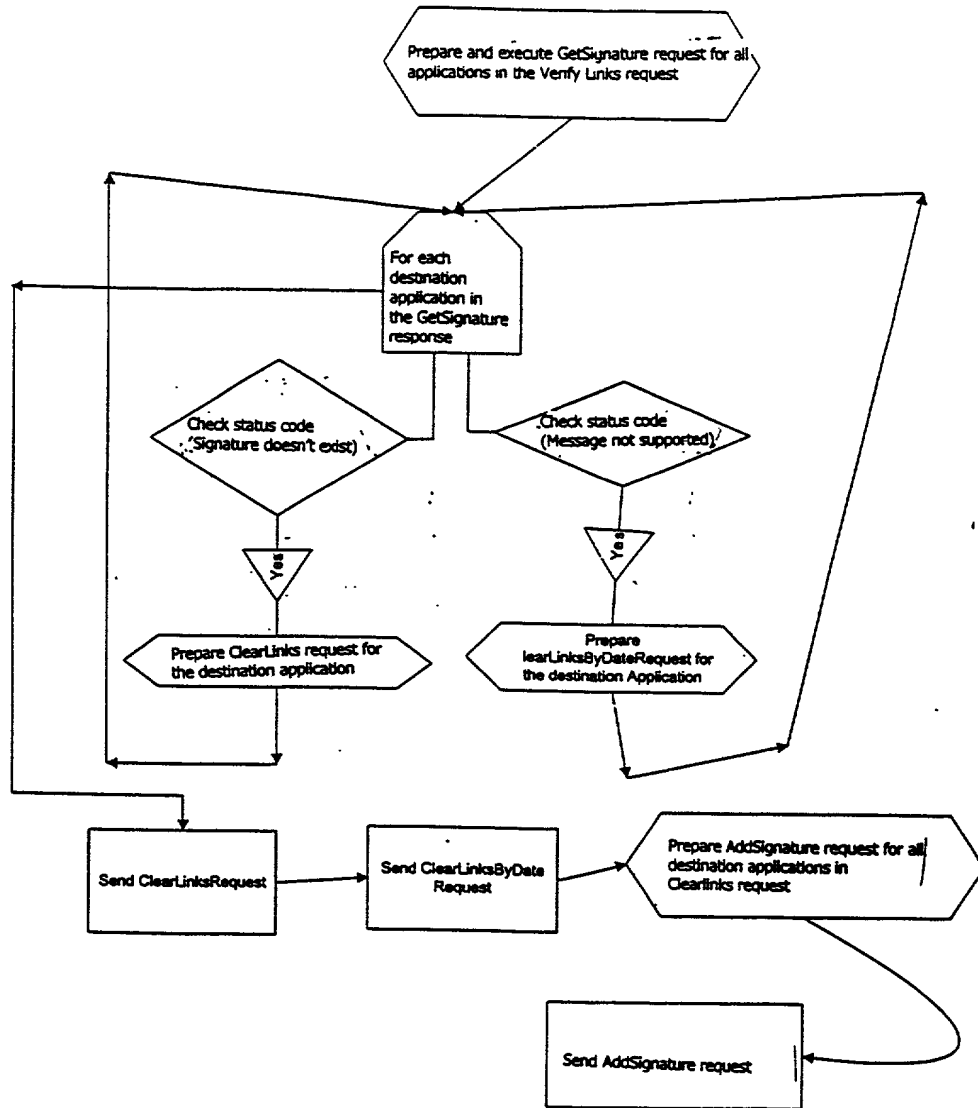 Prepare and execute GetSignature request for all
applications in the Verify Links request
For each
destination
application in
the GetSignature
response
Check status code
'Signature doesn't exist)
Check status code
(Message not supported)
Yes
Yes
Prepare ClearLinks request for
the destination application
Prepare
learLinksByDateRequest for
the destination Application
Send ClearLinksRequest
Send ClearLinksByDate
Request
Prepare AddSignature request for all
destination applications in
Clearlinks request
Send AddSignature request